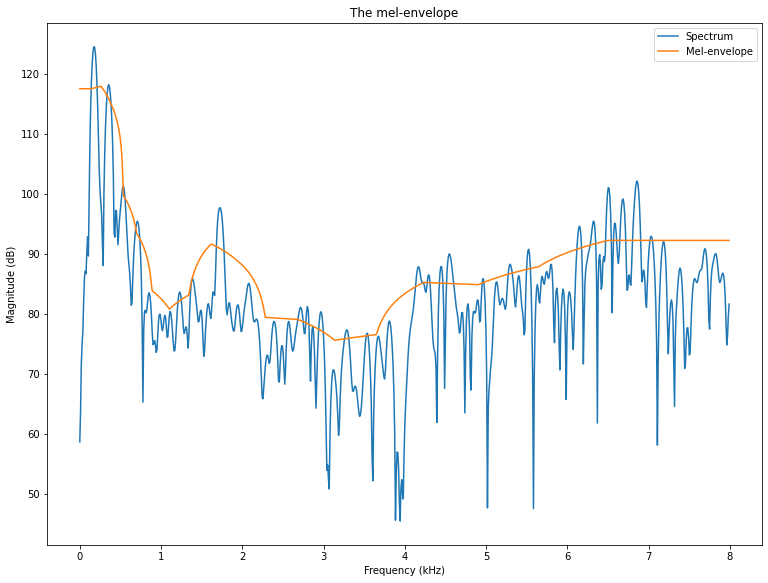 The mel-envelope
Spectrum
Mel-envelope
Magnitude (dB)
120
110
100
90
80
70
60
50
0 1 2 3 4 5 6 7 8
Frequency (kHz)